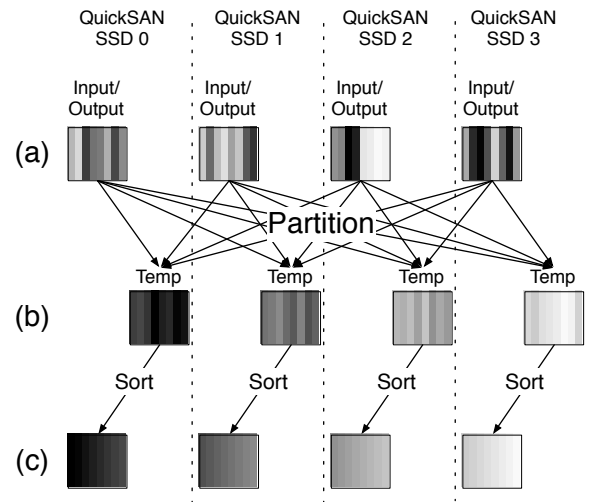 QuickSAN QuickSAN QuickSAN QuickSAN
SSD 0 SSD 1 SSD 2 SSD 3
Input/ Input/ Input/ Input/
Output Output Output Output
(a)
Partition
Temp Temp Temp Temp
(b)
Sort Sort Sort Sort
(c)